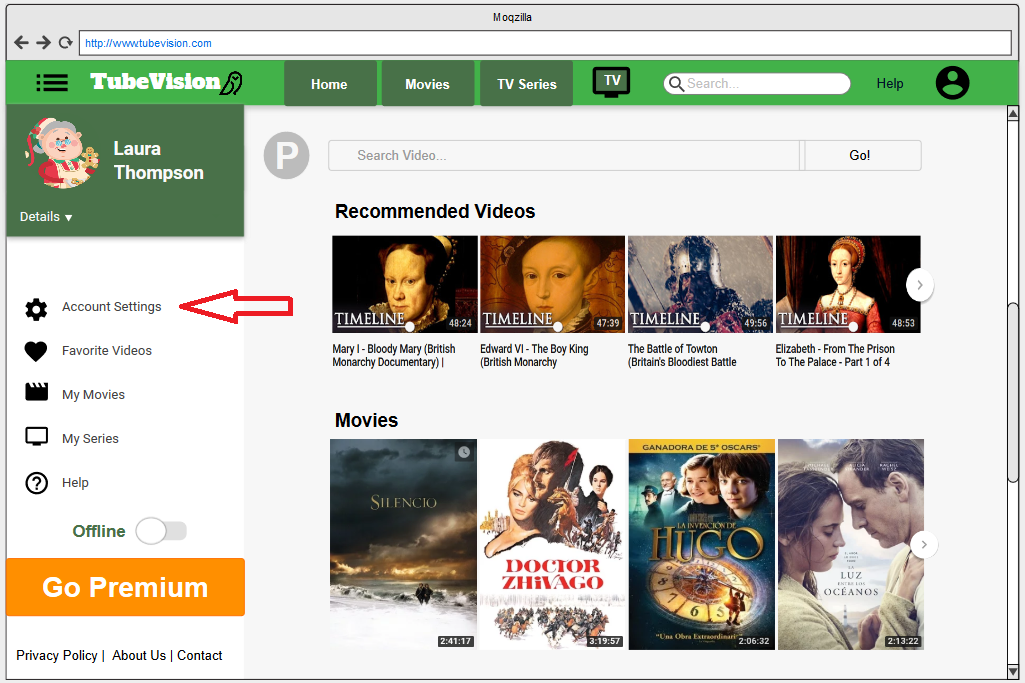 Moqzilla
http://www.tubevision.com
TubeVision
Home
Movies
TV Series
TV
Search...
Help
Laura
Thompson
Details ▼
Account Settings
Favorite Videos
My Movies
My Series
Help
Offline
Go Premium
Privacy Policy | About Us | Contact
P
Search Video...
Go!
Recommended Videos
TIMELINE
48:24
TIMELINE
47:39
TIMELINE
49:56
TIMELINE
48:53
Mary I - Bloody Mary (British
Monarchy Documentary) |
Edward VI - The Boy King
(British Monarchy
The Battle of Towton
(Britain's Bloodiest Battle
Elizabeth - From The Prison
To The Palace - Part 1 of 4
Movies
SILENCIO
2:41:17
DOCTOR
ZHIVAGO
3:19:57
GANADORA DE 5 OSCARS
LA INVENCIÓN DE
HUGO
"Una Obra Extraordinaria"
2:06:32
LA
LUZ
ENTRE LOS
OCÉANOS
2:13:22